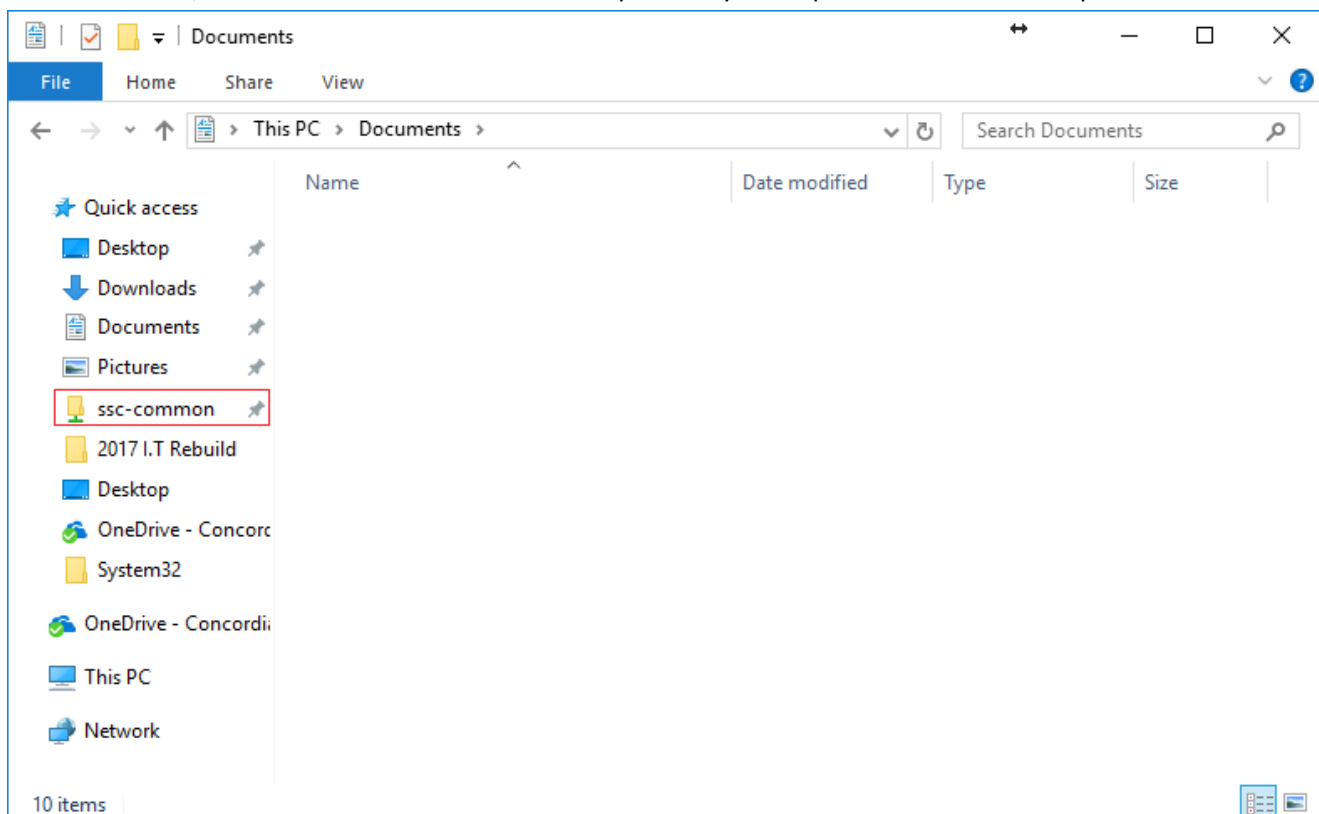 Documents
File Home Share View
This PC > Documents >
Search Documents
Name Date modified Type Size
Quick access
Desktop
Downloads
Documents
Pictures
ssc-common
2017 I.T Rebuild
Desktop
OneDrive - Concorc
System32
OneDrive - Concordi
This PC
Network
10 items